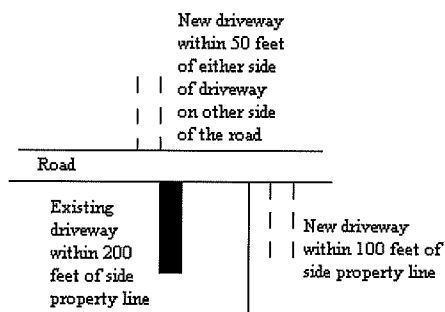 New driveway
within 50 feet
of either side
of driveway
on other side
of the road
Road
Existing
driveway
within 200
feet of side
property line
New driveway
within 100 feet of
side property line